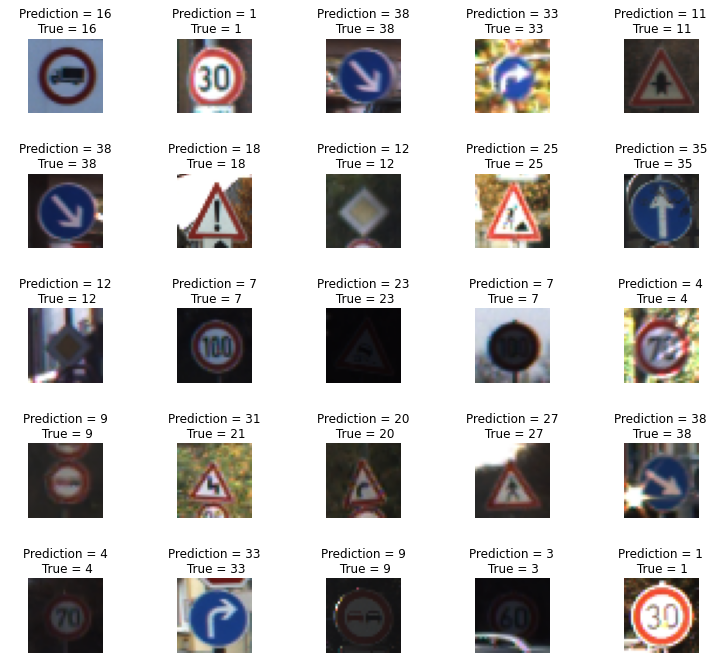 Prediction = 16
True = 16
Prediction = 1
True = 1
Prediction = 38
True = 38
Prediction = 33
True = 33
Prediction = 11
True = 11
30
Prediction = 38
True = 38
Prediction = 18
True = 18
Prediction = 12
True = 12
Prediction = 25
True = 25
Prediction = 35
True = 35
!
Prediction = 12
True = 12
Prediction = 7
True = 7
Prediction = 23
True = 23
Prediction = 7
True = 7
Prediction = 4
True = 4
100
100
70
Prediction = 9
True = 9
Prediction = 31
True = 21
Prediction = 20
True = 20
Prediction = 27
True = 27
Prediction = 38
True = 38
Prediction = 4
True = 4
Prediction = 33
True = 33
Prediction = 9
True = 9
Prediction = 3
True = 3
Prediction = 1
True = 1
70
60
30